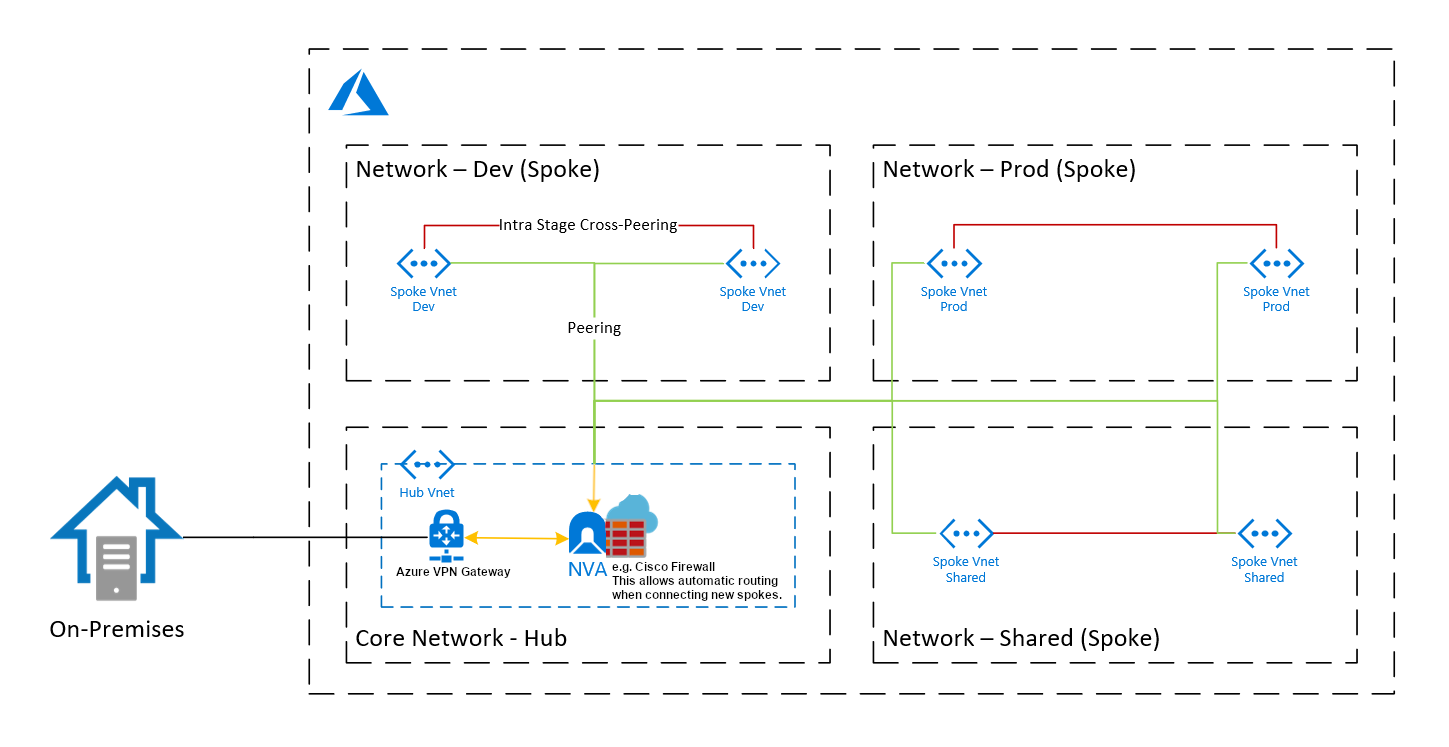 Network – Dev (Spoke)
Intra Stage Cross-Peering
Spoke Vnet
Dev
Spoke Vnet
Dev
Peering
Network – Prod (Spoke)
Spoke Vnet
Prod
Spoke Vnet
Prod
Hub Vnet
Azure VPN Gateway
NVA
e.g. Cisco Firewall
This allows automatic routing
when connecting new spokes.
Core Network - Hub
Spoke Vnet
Shared
Spoke Vnet
Shared
Network – Shared (Spoke)
On-Premises